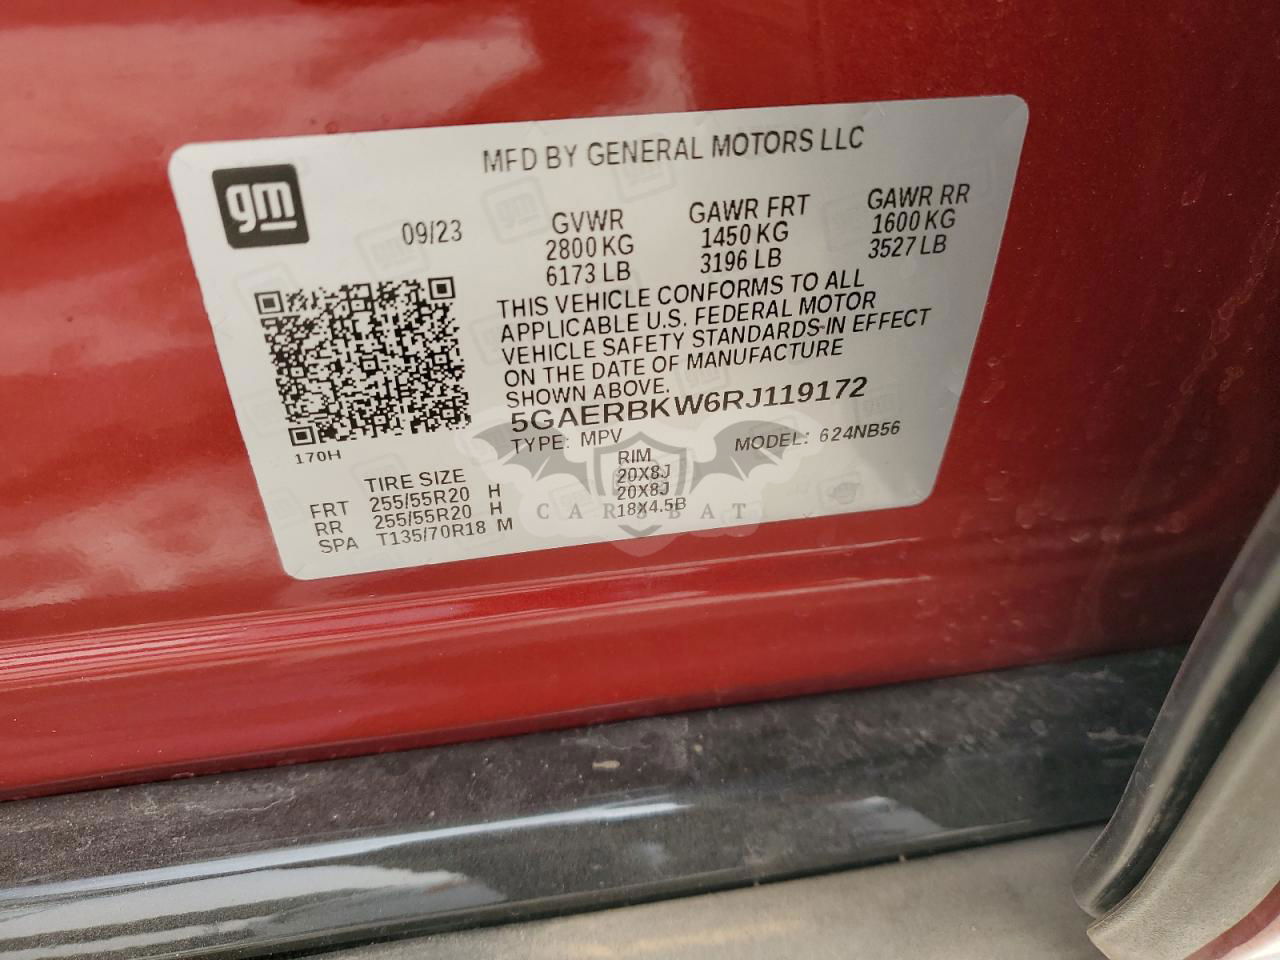 gm
MFD BY GENERAL MOTORS LLC
09/23
GVWR
2800 KG
6173 LB
GAWR FRT
1450 KG
3196 LB
GAWR RR
1600 KG
3527 LB
THIS VEHICLE CONFORMS TO ALL
APPLICABLE U.S. FEDERAL MOTOR
VEHICLE SAFETY STANDARDS IN EFFECT
ON THE DATE OF MANUFACTURE
SHOWN ABOVE.
5GAERBKW6RJ119172
TYPE: MPV
MODEL: 624NB56
170H
TIRE SIZE RIM
FRT 255/55R20 H 20X8J
RR 255/55R20 H 20X8J
SPA T135/70R18 M 18X4.5B
CARSBAT